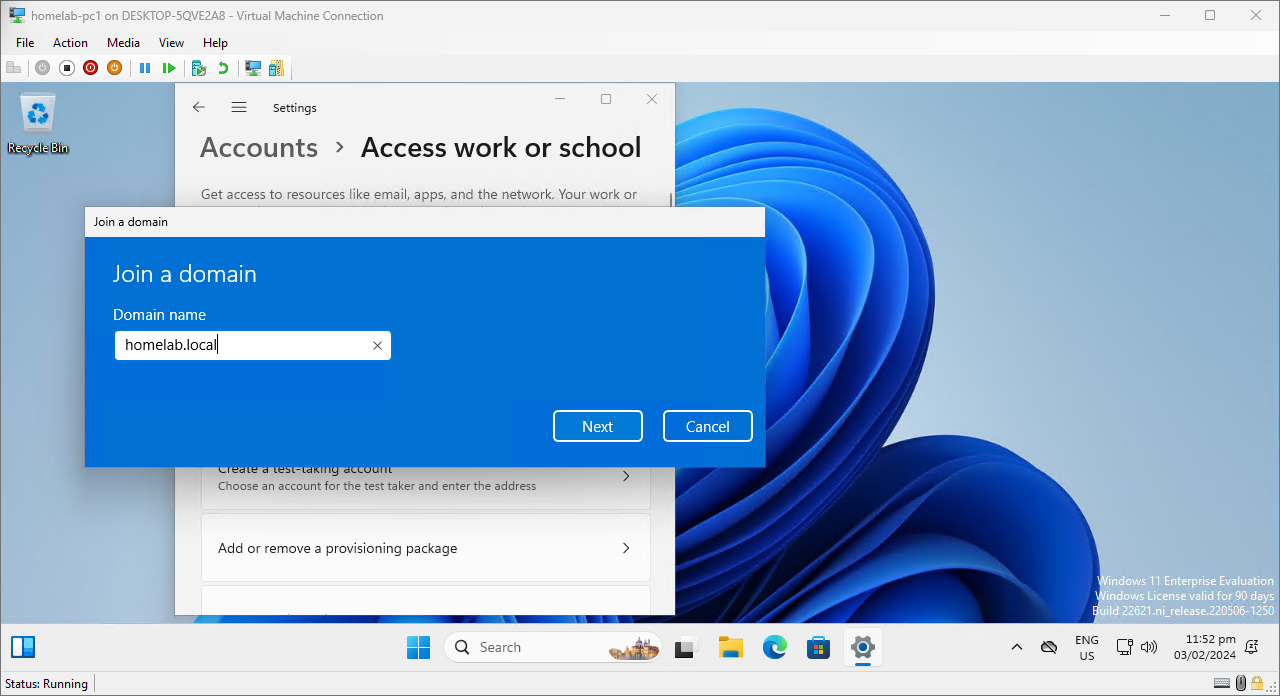 homelab-pc1 on DESKTOP-5QVE2A8 - Virtual Machine Connection
File Action Media View Help
Recycle Bin
Settings
Accounts > Access work or school
Get access to resources like email, apps, and the network. Your work or
Join a domain
Join a domain
Domain name
homelab.local
Next Cancel
Create a test-taking account
Choose an account for the test taker and enter the address
Add or remove a provisioning package
Windows 11 Enterprise Evaluation
Windows License valid for 90 days
Build 22621.ni_release.220506-1250
Search
ENG
US
11:52 pm
03/02/2024
Status: Running